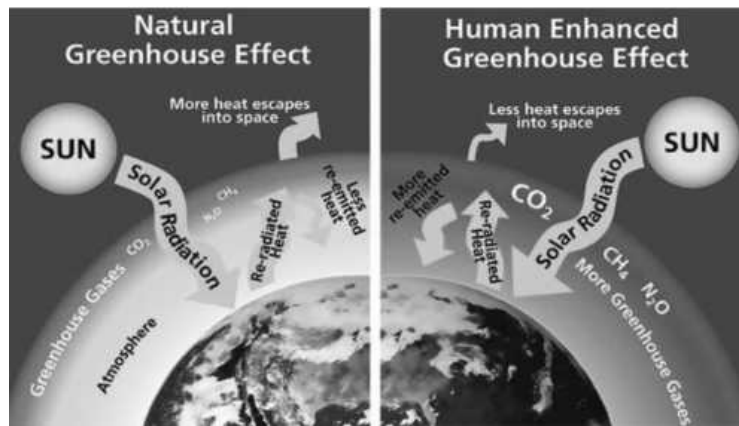 Natural
Greenhouse Effect
More heat escapes
into space
SUN
Solar Radiation
Less
re-emitted
heat
Re-radiated
Heat
CH₄
N₂O
CO₂
Greenhouse Gases
Atmosphere
Human Enhanced
Greenhouse Effect
Less heat escapes
into space
SUN
More
re-emitted
heat
Re-radiated
Heat
CO₂
Solar Radiation
CH₄ N₂O
More Greenhouse Gases